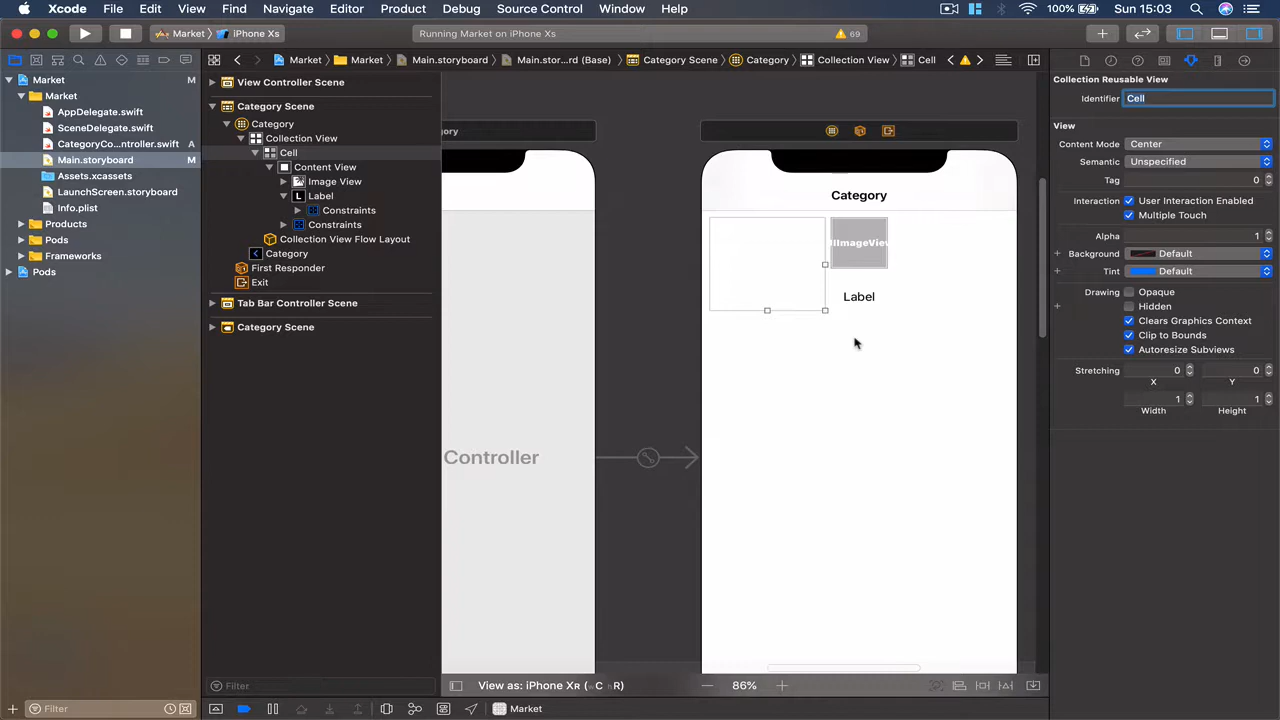 Xcode File Edit View Find Navigate Editor Product Debug Source Control Window Help 100% Sun 15:03
Market iPhone Xs Running Market on iPhone Xs 69
Market Market Main.storyboard Main.stor...rd (Base) Category Scene Category Collection View Cell
Market M
Market
AppDelegate.swift
SceneDelegate.swift
CategoryCo...ntroller.swift A
Main.storyboard M
Assets.xcassets
LaunchScreen.storyboard
Info.plist
Products
Pods
Frameworks
Pods
Filter
View Controller Scene
Category Scene
Category
Collection View
Cell
Content View
Image View
L Label
Constraints
Constraints
Collection View Flow Layout
Category
First Responder
Exit
Tab Bar Controller Scene
Category Scene
Filter
Controller
Category
UIImageView
Label
View as: iPhone XR (wC hR)
86%
Market
Collection Reusable View
Identifier Cell
View
Content Mode Center
Semantic Unspecified
Tag 0
Interaction User Interaction Enabled
Multiple Touch
Alpha 1
Background Default
Tint Default
Drawing Opaque
Hidden
Clears Graphics Context
Clip to Bounds
Autoresize Subviews
Stretching 0 0
X Y
1 1
Width Height